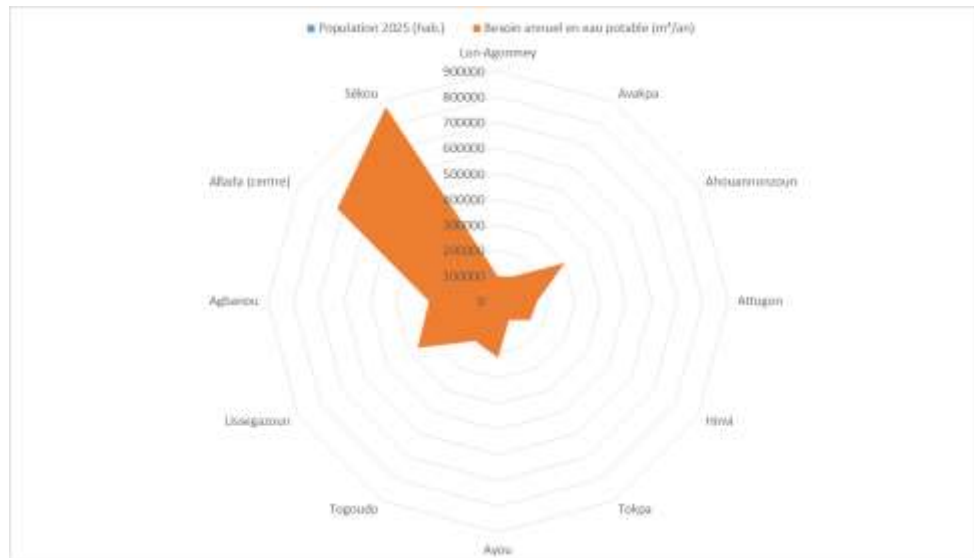 Population 2025 (hab.) Besoin annuel en eau potable (m³/an)
Lon-Agonmey
900000
800000
700000
600000
500000
400000
300000
200000
100000
0
Avakpa
Ahouannonzoun
Attogon
Hinvi
Tokpa
Ayou
Togoudo
Lissegazoun
Agbanou
Allada (centre)
Sékou